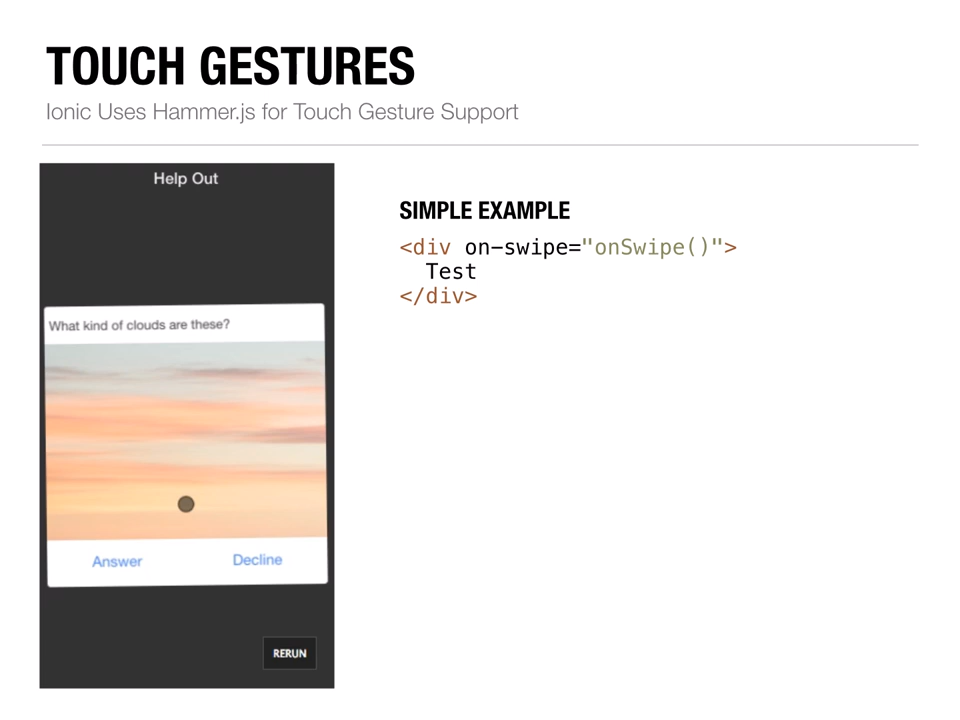 TOUCH GESTURES
Ionic Uses Hammer.js for Touch Gesture Support
Help Out
What kind of clouds are these?
Answer
Decline
RERUN
SIMPLE EXAMPLE
<div on-swipe="onSwipe()">
  Test
</div>